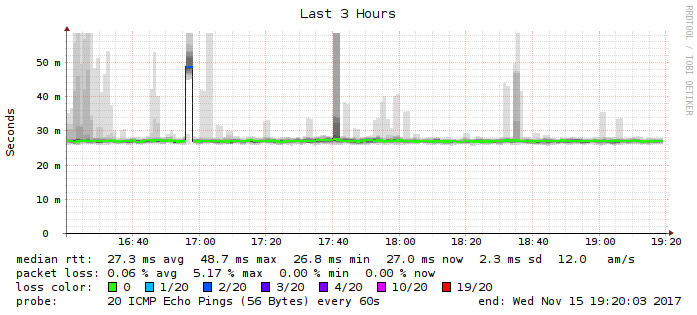 Last 3 Hours
RRDTOOL / TOBI OETIKER
Seconds
50 m
40 m
30 m
20 m
10 m
0
16:40 17:00 17:20 17:40 18:00 18:20 18:40 19:00 19:20
median rtt: 27.3 ms avg 48.7 ms max 26.8 ms min 27.0 ms now 2.3 ms sd 12.0 am/s
packet loss: 0.06 % avg 5.17 % max 0.00 % min 0.00 % now
loss color: 0 1/20 2/20 3/20 4/20 10/20 19/20
probe: 20 ICMP Echo Pings (56 Bytes) every 60s end: Wed Nov 15 19:20:03 2017